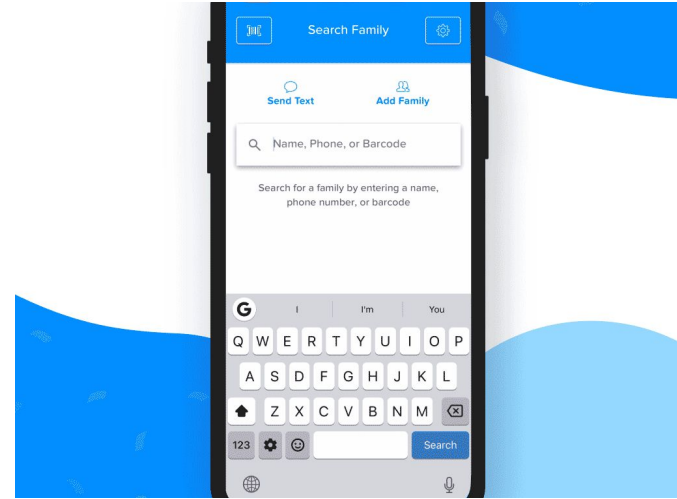 Search Family
Send Text
Add Family
Name, Phone, or Barcode
Search for a family by entering a name,
phone number, or barcode
G
I
I'm
You
Q W E R T Y U I O P
A S D F G H J K L
Z X C V B N M
123
Search